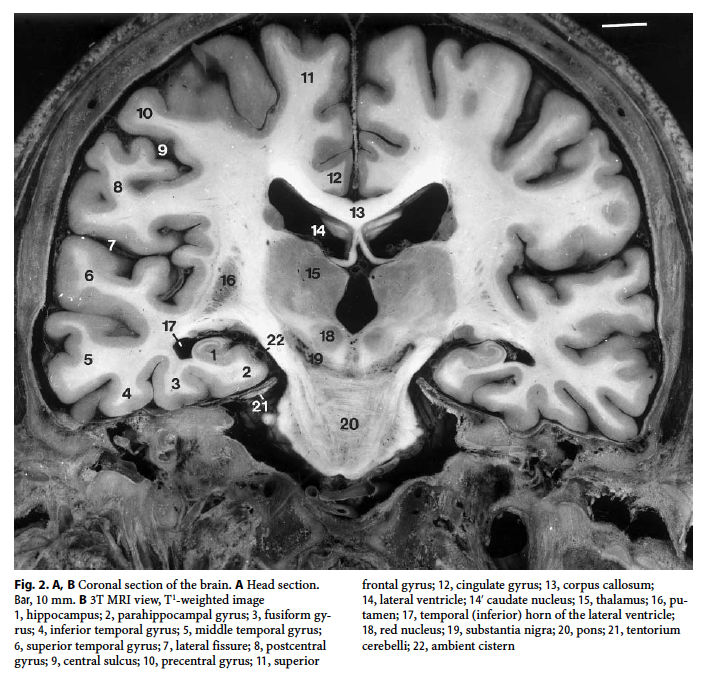 11
10
9
8
12
13
14
7
6
15
16
17
18
22
1
19
5
2
3
4
21
20
Fig. 2. A, B Coronal section of the brain. A Head section.
Bar, 10 mm. B 3T MRI view, T¹-weighted image
1, hippocampus; 2, parahippocampal gyrus; 3, fusiform gy-
rus; 4, inferior temporal gyrus; 5, middle temporal gyrus;
6, superior temporal gyrus; 7, lateral fissure; 8, postcentral
gyrus; 9, central sulcus; 10, precentral gyrus; 11, superior
frontal gyrus; 12, cingulate gyrus; 13, corpus callosum;
14, lateral ventricle; 14′ caudate nucleus; 15, thalamus; 16, pu-
tamen; 17, temporal (inferior) horn of the lateral ventricle;
18, red nucleus; 19, substantia nigra; 20, pons; 21, tentorium
cerebelli; 22, ambient cistern